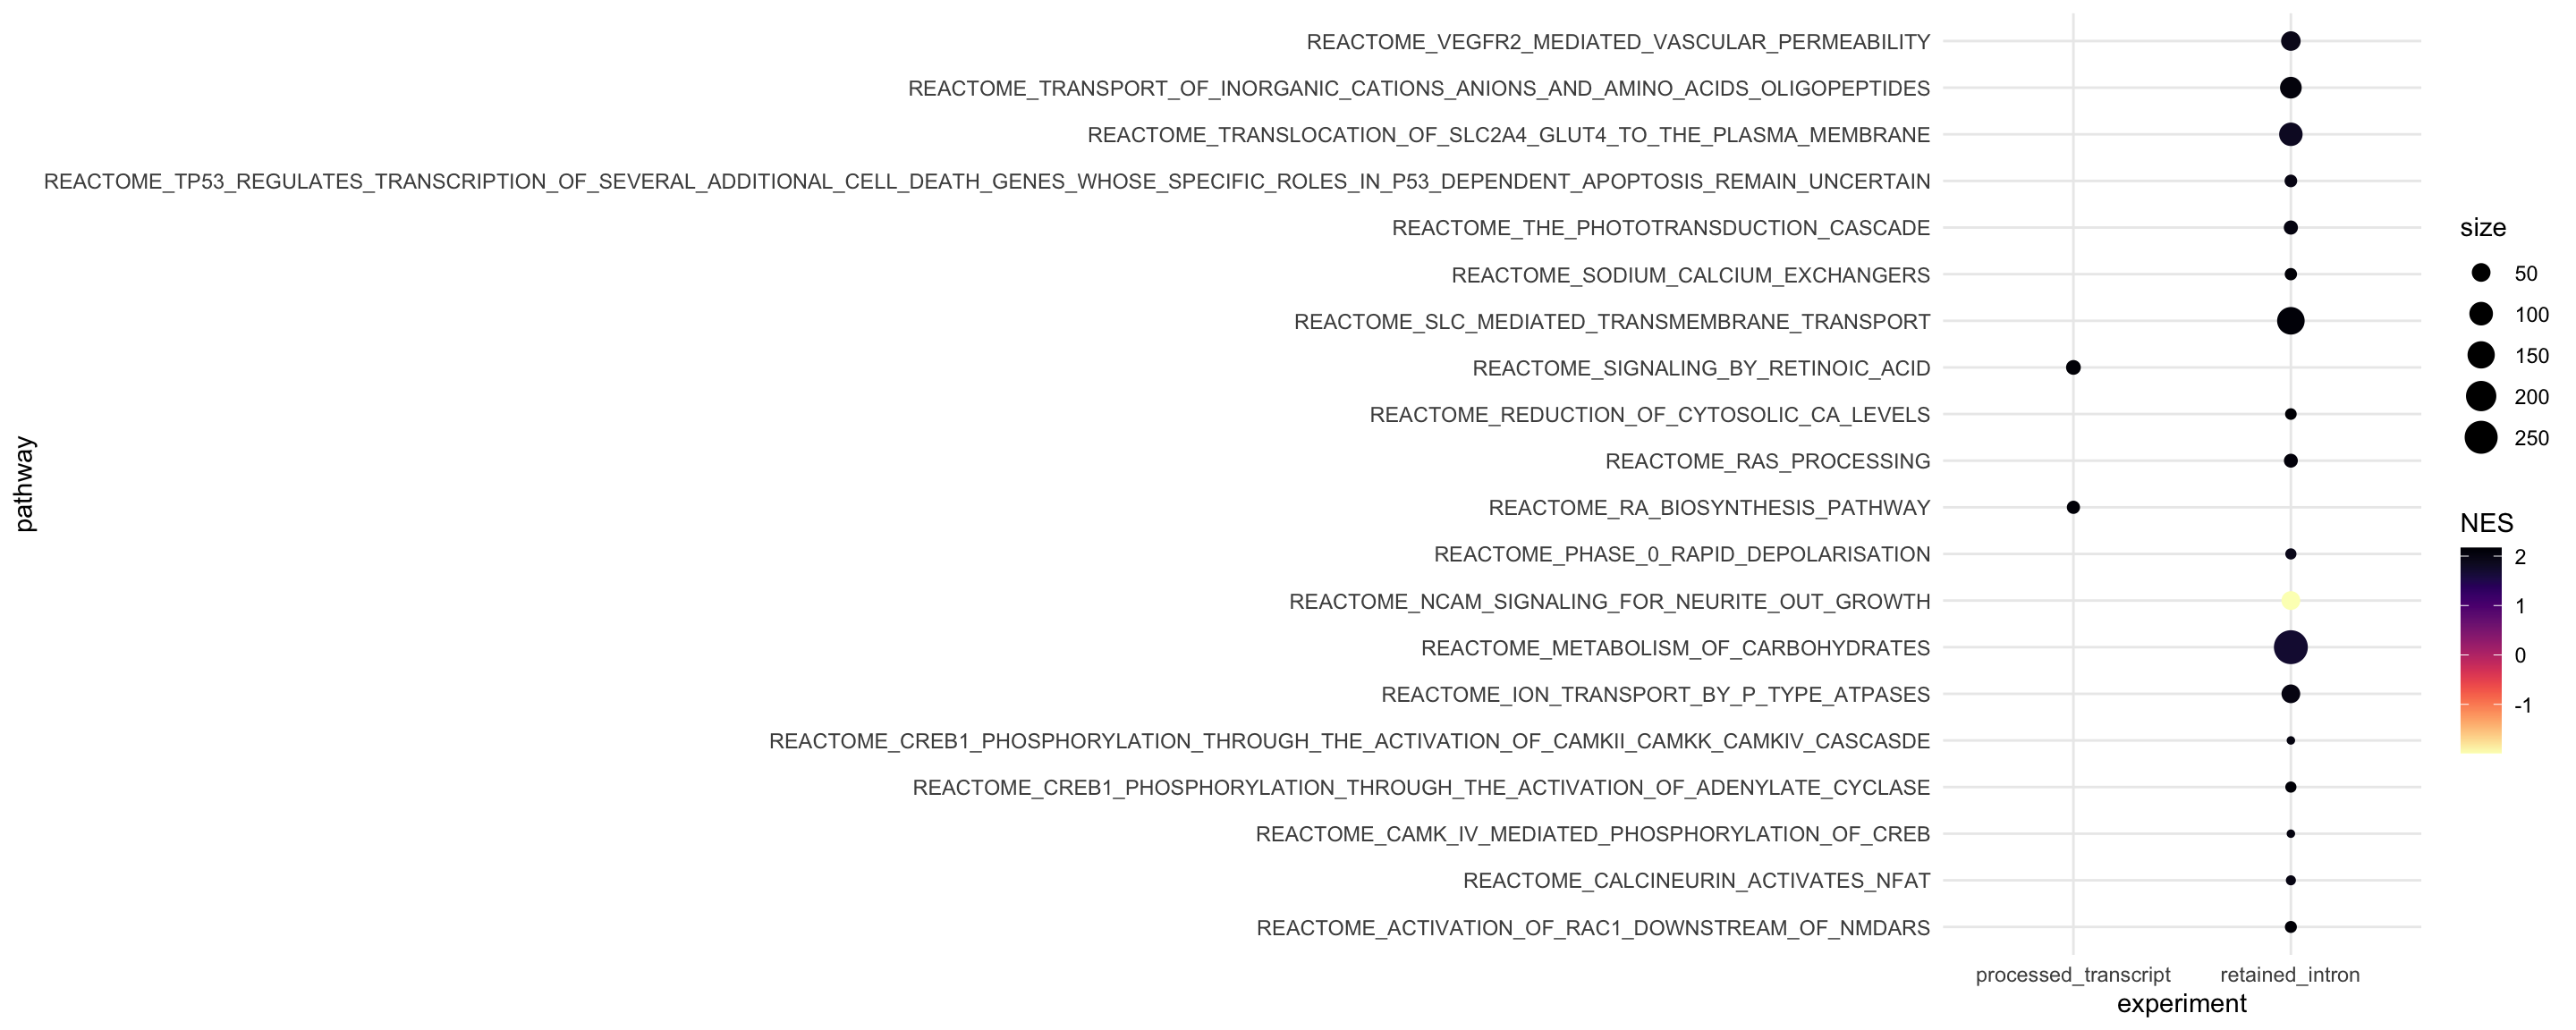 REACTOME_VEGFR2_MEDIATED_VASCULAR_PERMEABILITY
REACTOME_TRANSPORT_OF_INORGANIC_CATIONS_ANIONS_AND_AMINO_ACIDS_OLIGOPEPTIDES
REACTOME_TRANSLOCATION_OF_SLC2A4_GLUT4_TO_THE_PLASMA_MEMBRANE
REACTOME_TP53_REGULATES_TRANSCRIPTION_OF_SEVERAL_ADDITIONAL_CELL_DEATH_GENES_WHOSE_SPECIFIC_ROLES_IN_P53_DEPENDENT_APOPTOSIS_REMAIN_UNCERTAIN
REACTOME_THE_PHOTOTRANSDUCTION_CASCADE
REACTOME_SODIUM_CALCIUM_EXCHANGERS
REACTOME_SLC_MEDIATED_TRANSMEMBRANE_TRANSPORT
REACTOME_SIGNALING_BY_RETINOIC_ACID
REACTOME_REDUCTION_OF_CYTOSOLIC_CA_LEVELS
REACTOME_RAS_PROCESSING
REACTOME_RA_BIOSYNTHESIS_PATHWAY
REACTOME_PHASE_0_RAPID_DEPOLARISATION
REACTOME_NCAM_SIGNALING_FOR_NEURITE_OUT_GROWTH
REACTOME_METABOLISM_OF_CARBOHYDRATES
REACTOME_ION_TRANSPORT_BY_P_TYPE_ATPASES
REACTOME_CREB1_PHOSPHORYLATION_THROUGH_THE_ACTIVATION_OF_CAMKII_CAMKK_CAMKIV_CASCASDE
REACTOME_CREB1_PHOSPHORYLATION_THROUGH_THE_ACTIVATION_OF_ADENYLATE_CYCLASE
REACTOME_CAMK_IV_MEDIATED_PHOSPHORYLATION_OF_CREB
REACTOME_CALCINEURIN_ACTIVATES_NFAT
REACTOME_ACTIVATION_OF_RAC1_DOWNSTREAM_OF_NMDARS
pathway
processed_transcript
retained_intron
experiment
size
50
100
150
200
250
NES
2
1
0
-1